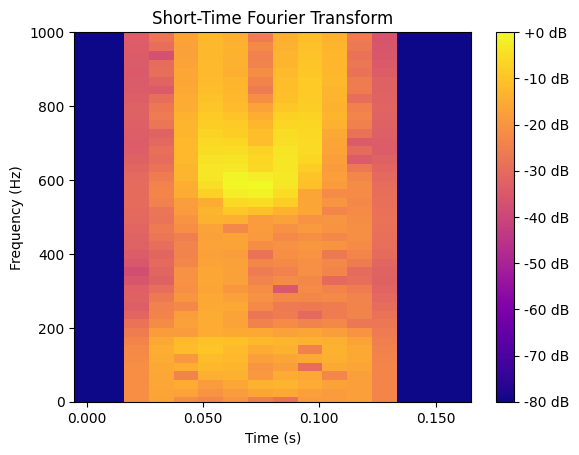 Short-Time Fourier Transform
1000
800
600
400
200
0
Frequency (Hz)
0.000
0.050
0.100
0.150
Time (s)
+0 dB
-10 dB
-20 dB
-30 dB
-40 dB
-50 dB
-60 dB
-70 dB
-80 dB